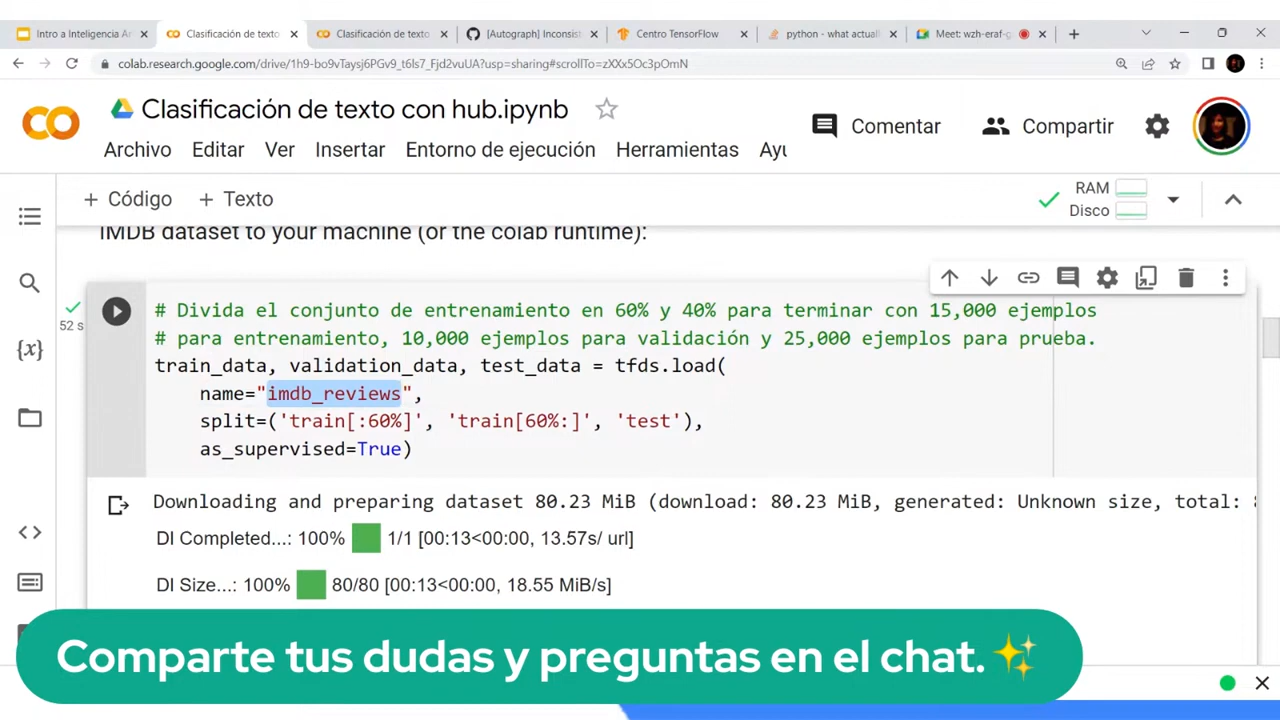 Intro a Inteligencia Ar
Clasificación de texto
Clasificación de texto
[Autograph] Inconsist
Centro TensorFlow
python - what actuall
Meet: wzh-eraf-g
colab.research.google.com/drive/1h9-bo9vTaysj6PGv9_t6ls7_Fjd2vuUA?usp=sharing#scrollTo=zXXx5Oc3pOmN
Clasificación de texto con hub.ipynb
Comentar
Compartir
Archivo Editar Ver Insertar Entorno de ejecución Herramientas Ayu
+ Código + Texto
RAM
Disco
IMDB dataset to your machine (or the colab runtime):
52 s
# Divida el conjunto de entrenamiento en 60% y 40% para terminar con 15,000 ejemplos
# para entrenamiento, 10,000 ejemplos para validación y 25,000 ejemplos para prueba.
train_data, validation_data, test_data = tfds.load(
name="imdb_reviews",
split=('train[:60%]', 'train[60%:]', 'test'),
as_supervised=True)
Downloading and preparing dataset 80.23 MiB (download: 80.23 MiB, generated: Unknown size, total:
Dl Completed...: 100% 1/1 [00:13<00:00, 13.57s/ url]
Dl Size...: 100% 80/80 [00:13<00:00, 18.55 MiB/s]
Comparte tus dudas y preguntas en el chat.✨